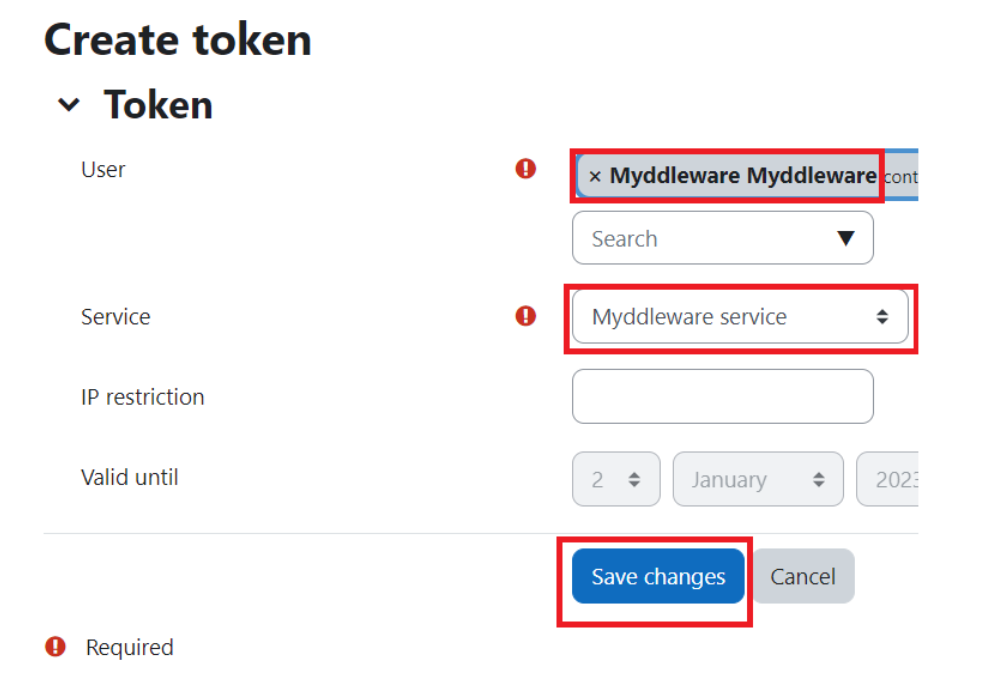 Create token
Token
User
× Myddleware Myddleware cont
Search ▼
Service
Myddleware service
IP restriction
Valid until
2 January 2023
Save changes Cancel
Required